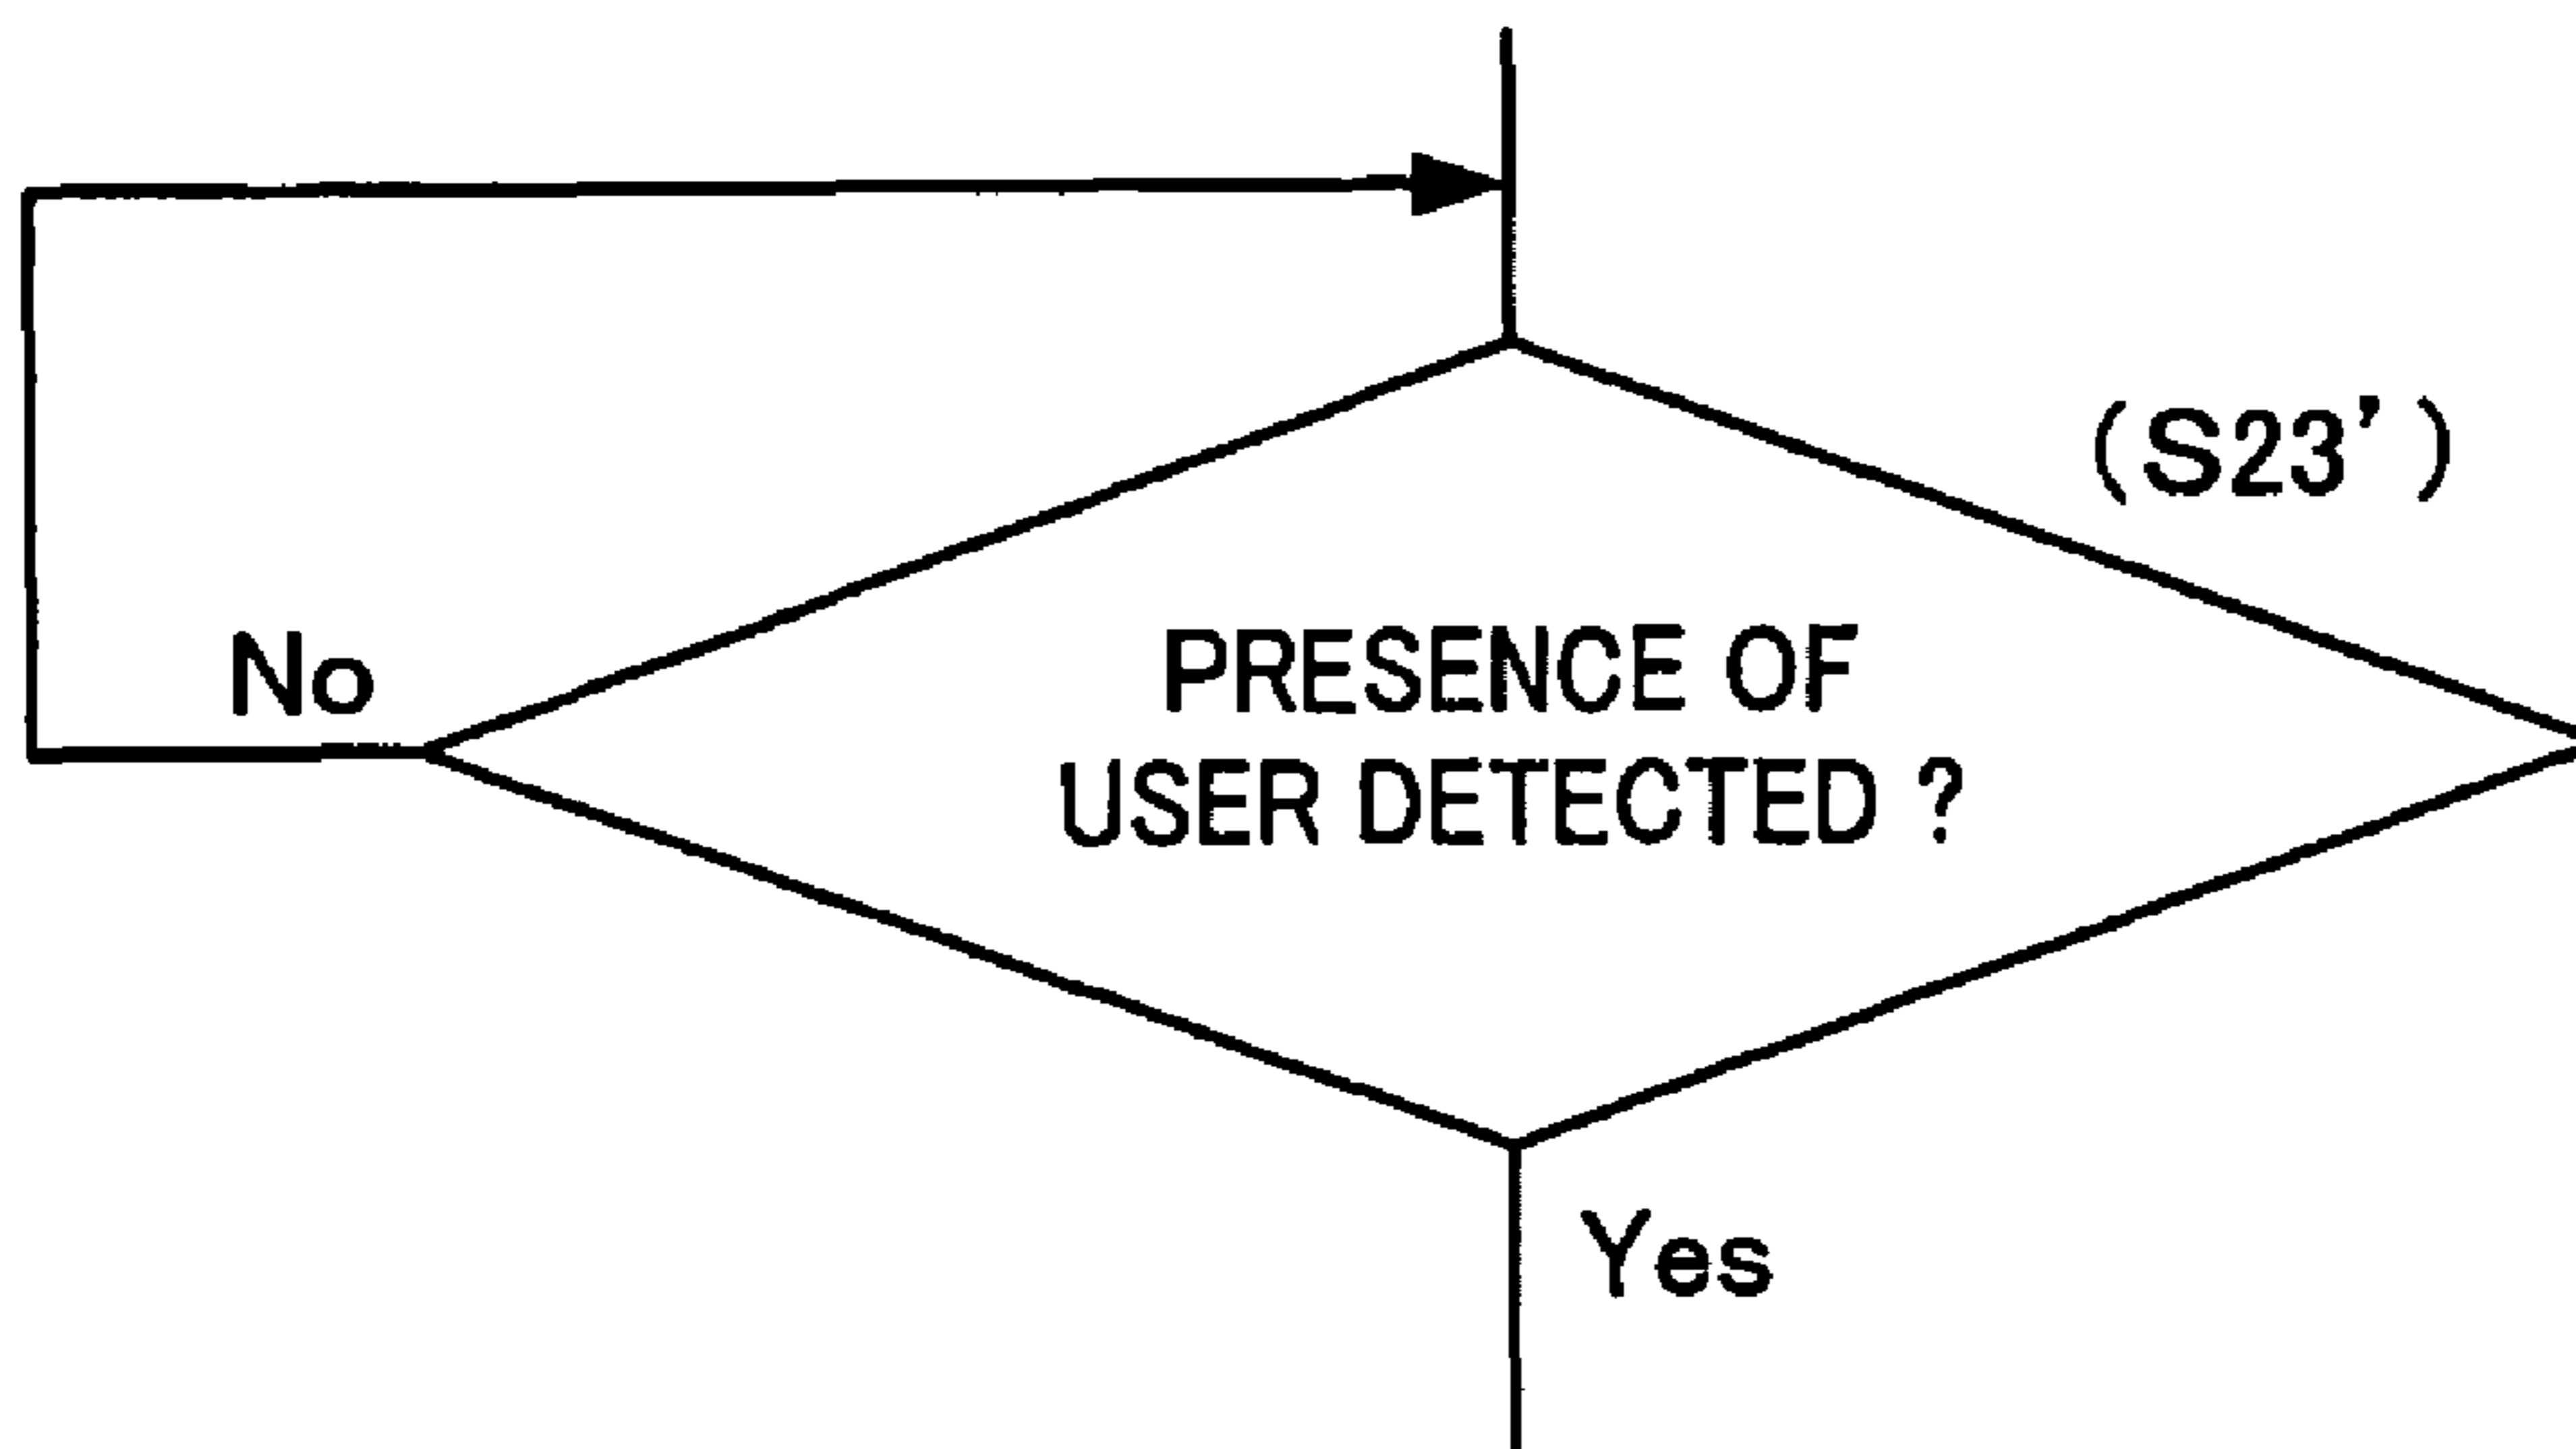 (S23')
No
PRESENCE OF
USER DETECTED ?
Yes